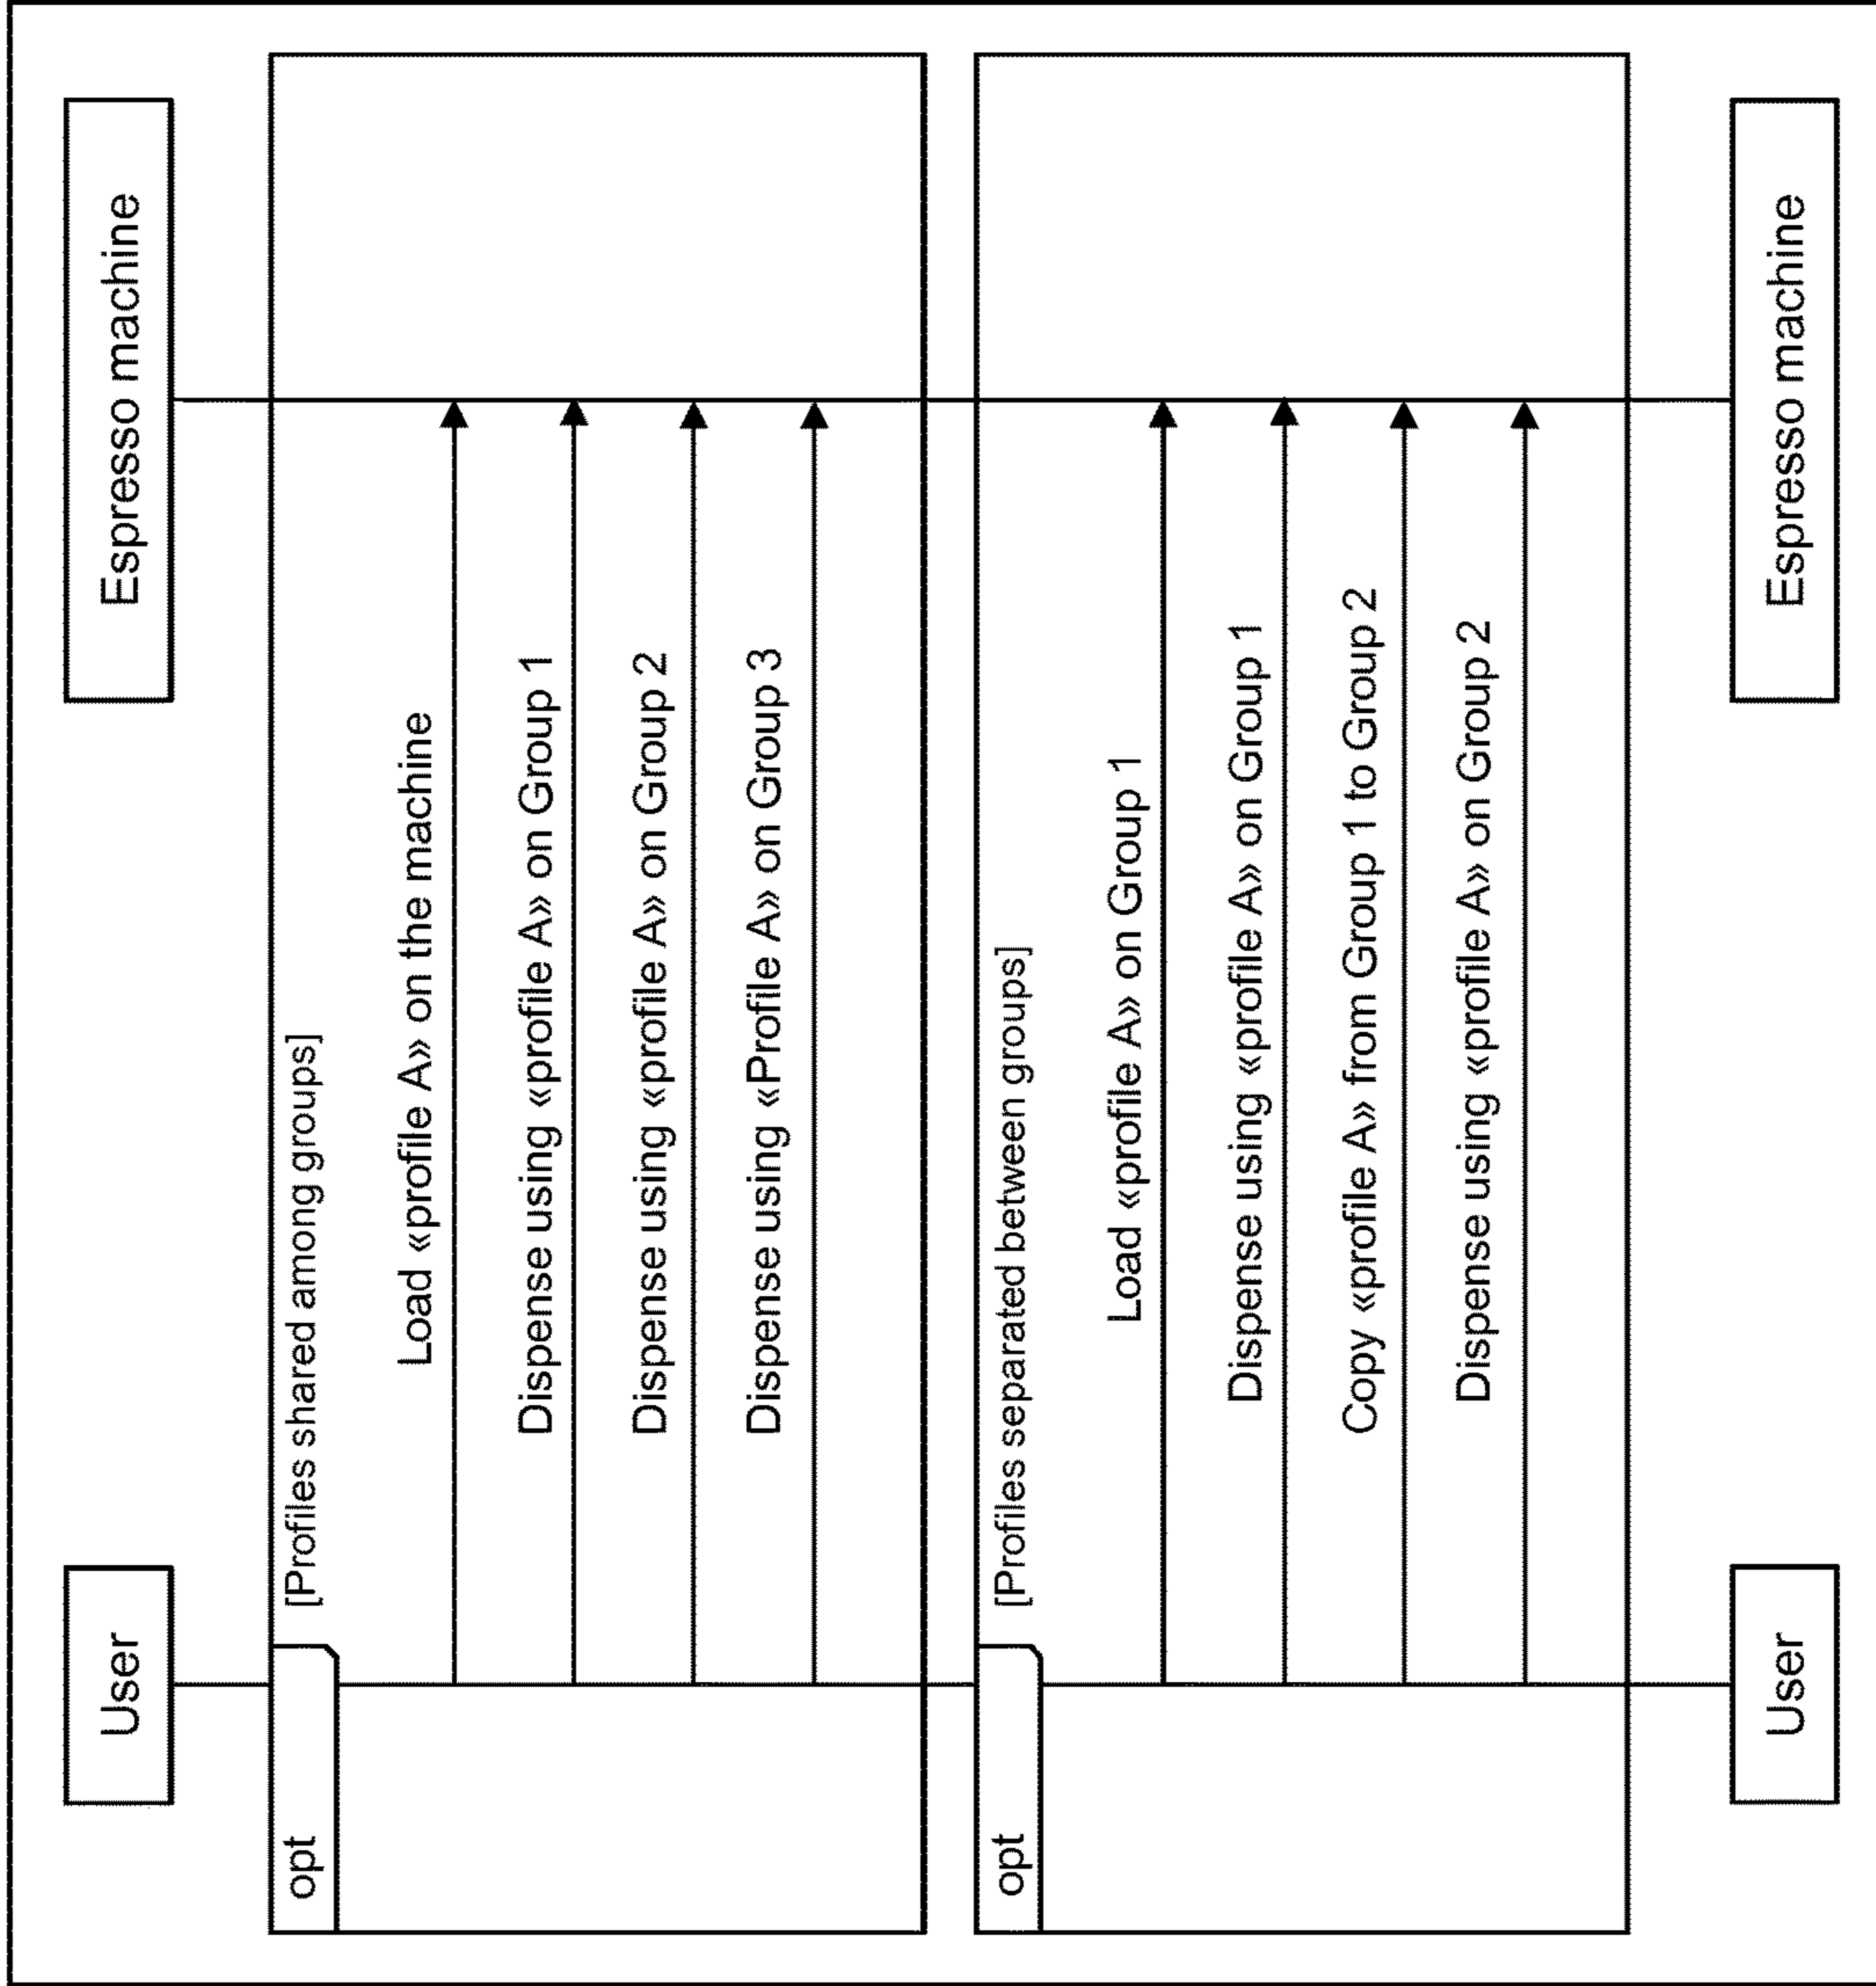 User
Espresso machine
opt
[Profiles shared among groups]
Load «profile A» on the machine
Dispense using «profile A» on Group 1
Dispense using «profile A» on Group 2
Dispense using «Profile A» on Group 3
opt
[Profiles separated between groups]
Load «profile A» on Group 1
Dispense using «profile A» on Group 1
Copy «profile A» from Group 1 to Group 2
Dispense using «profile A» on Group 2
User
Espresso machine